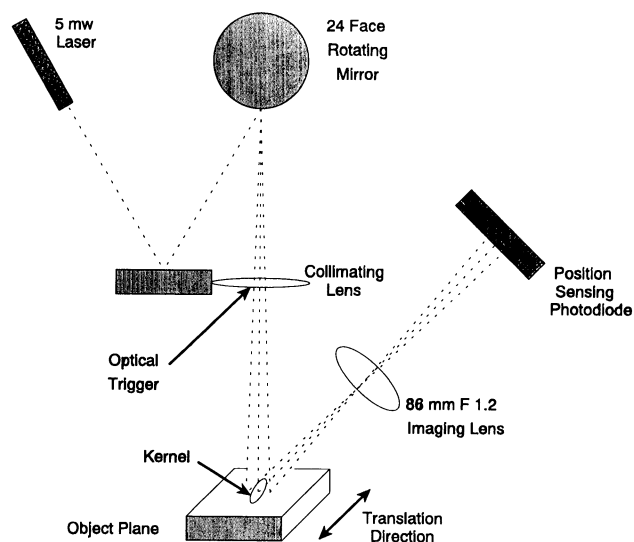 5 mw
Laser
24 Face
Rotating
Mirror
Collimating
Lens
Position
Sensing
Photodiode
Optical
Trigger
86 mm F 1.2
Imaging Lens
Kernel
Object Plane
Translation
Direction